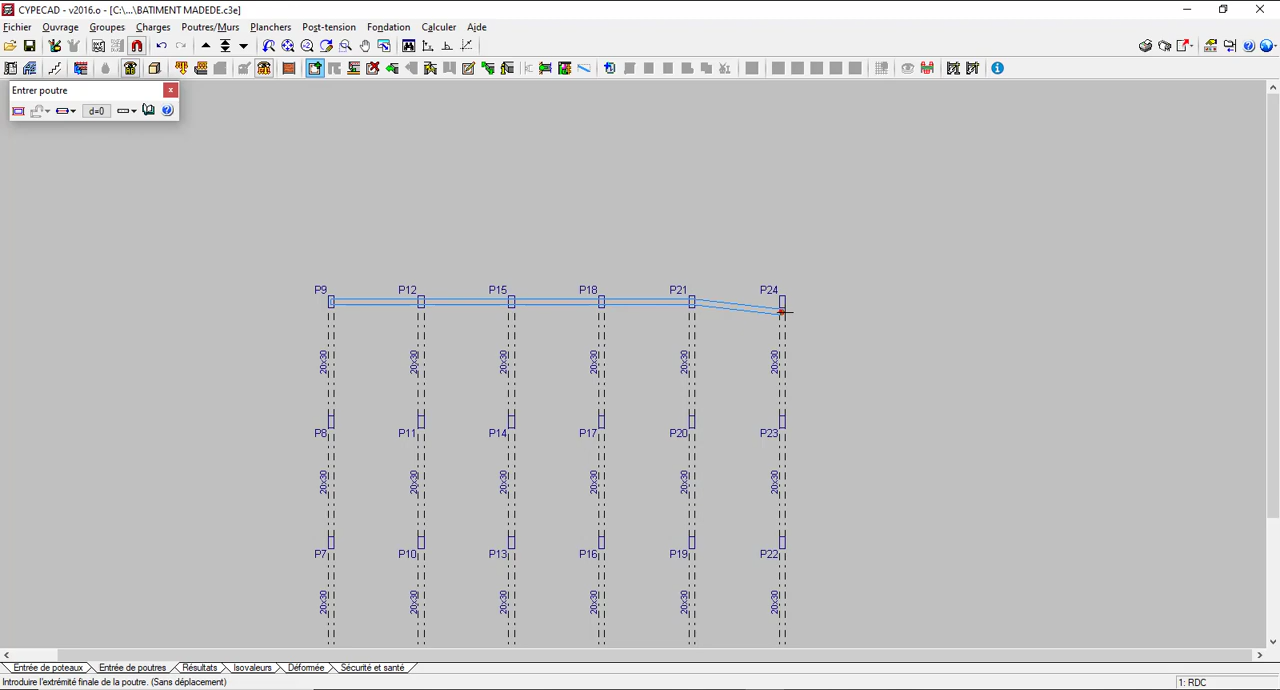 CYPECAD - v2016.o - [C:\...\BATIMENT MADEDE.c3e]
Fichier Ouvrage Groupes Charges Poutres/Murs Planchers Post-tension Fondation Calculer Aide
Entrer poutre
d=0
P9 P12 P15 P18 P21 P24
20x30 20x30 20x30 20x30 20x30 20x30
P8 P11 P14 P17 P20 P23
20x30 20x30 20x30 20x30 20x30 20x30
P7 P10 P13 P16 P19 P22
20x30 20x30 20x30 20x30 20x30 20x30
Entrée de poteaux Entrée de poutres Résultats Isovaleurs Déformée Sécurité et santé
Introduire l'extrémité finale de la poutre. (Sans déplacement) 1: RDC